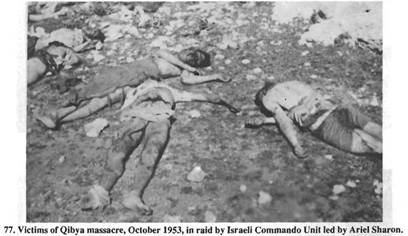 77. Victims of Qibya massacre, October 1953, in raid by Israeli Commando Unit led by Ariel Sharon.